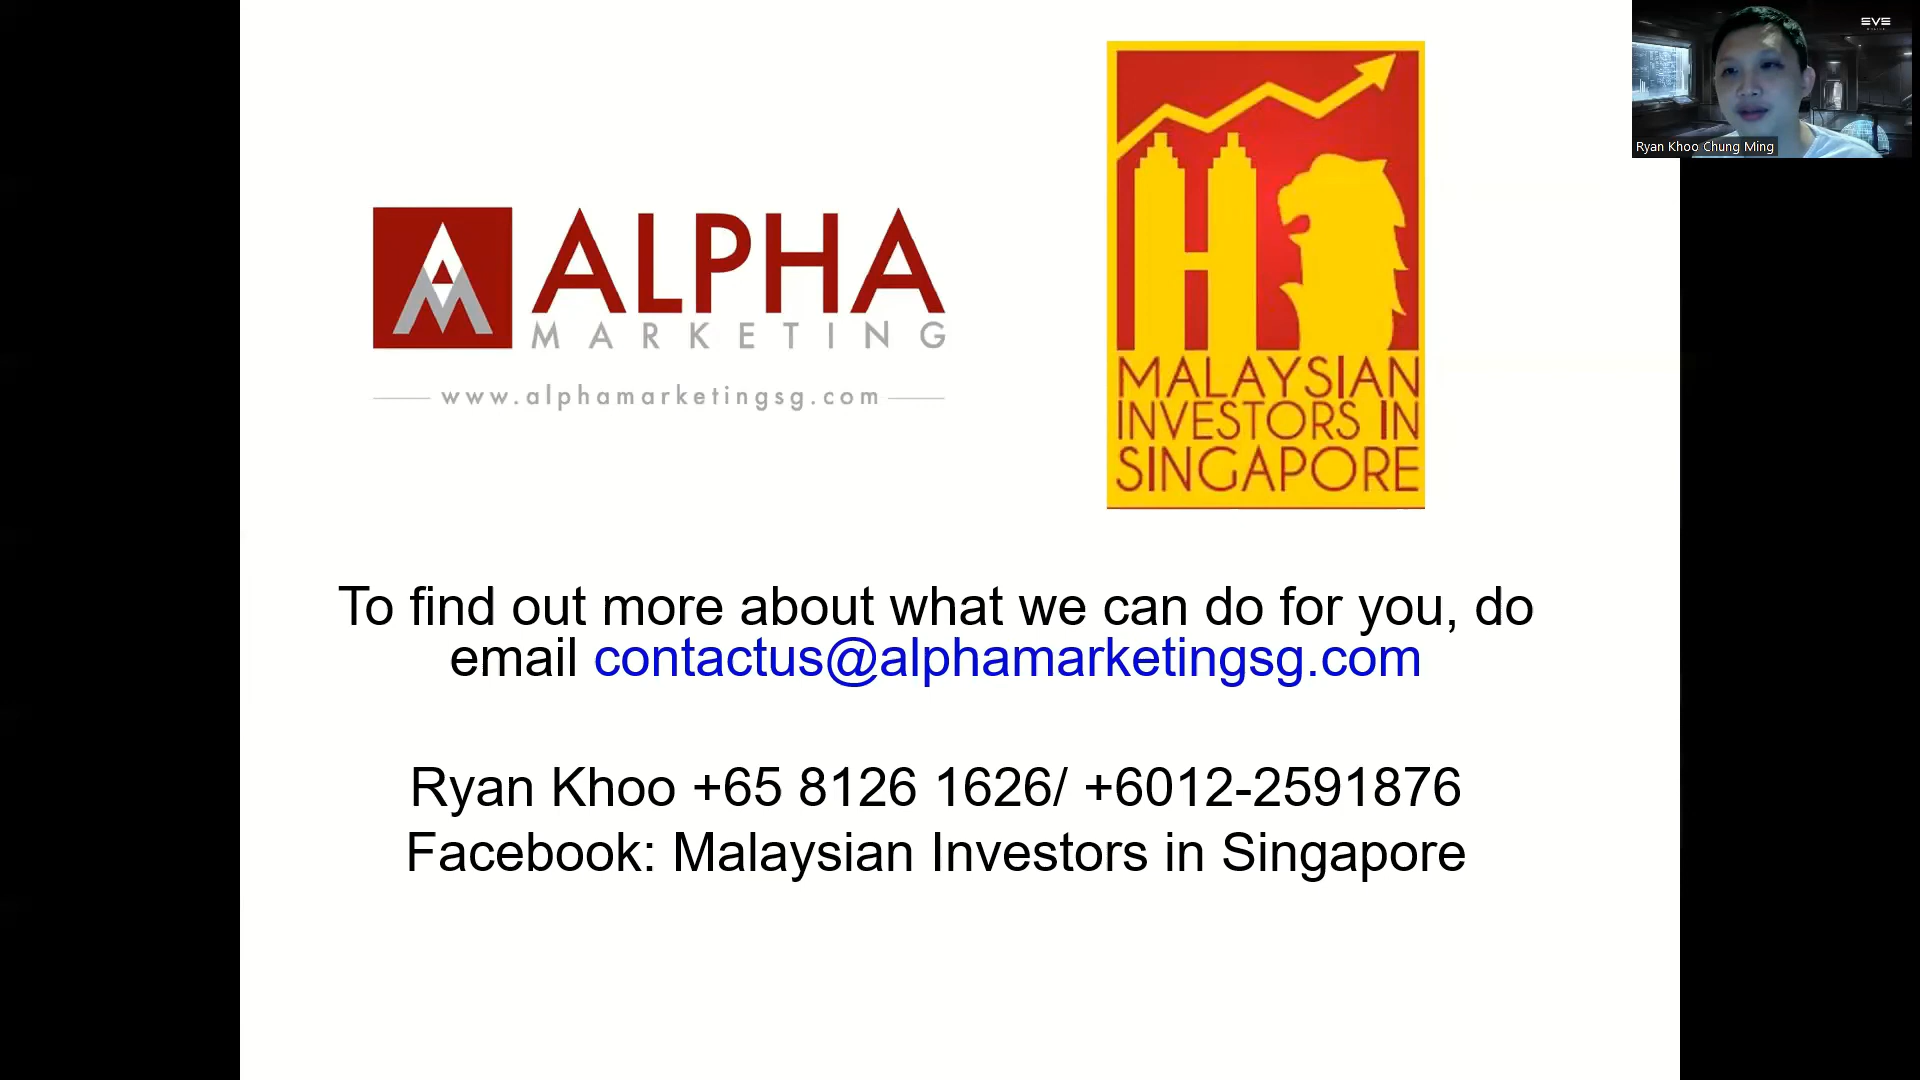 ALPHA
MARKETING
www.alphamarketingsg.com
MALAYSIAN
INVESTORS IN
SINGAPORE
EVE
Ryan Khoo Chung Ming
To find out more about what we can do for you, do
email contactus@alphamarketingsg.com
Ryan Khoo +65 8126 1626/ +6012-2591876
Facebook: Malaysian Investors in Singapore